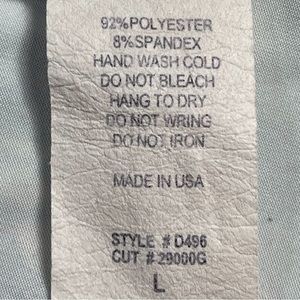 92%POLYESTER
8%SPANDEX
HAND WASH COLD
DO NOT BLEACH
HANG TO DRY
DO NOT WRING
DO NOT IRON
MADE IN USA
STYLE # D496
CUT # 29000G
L